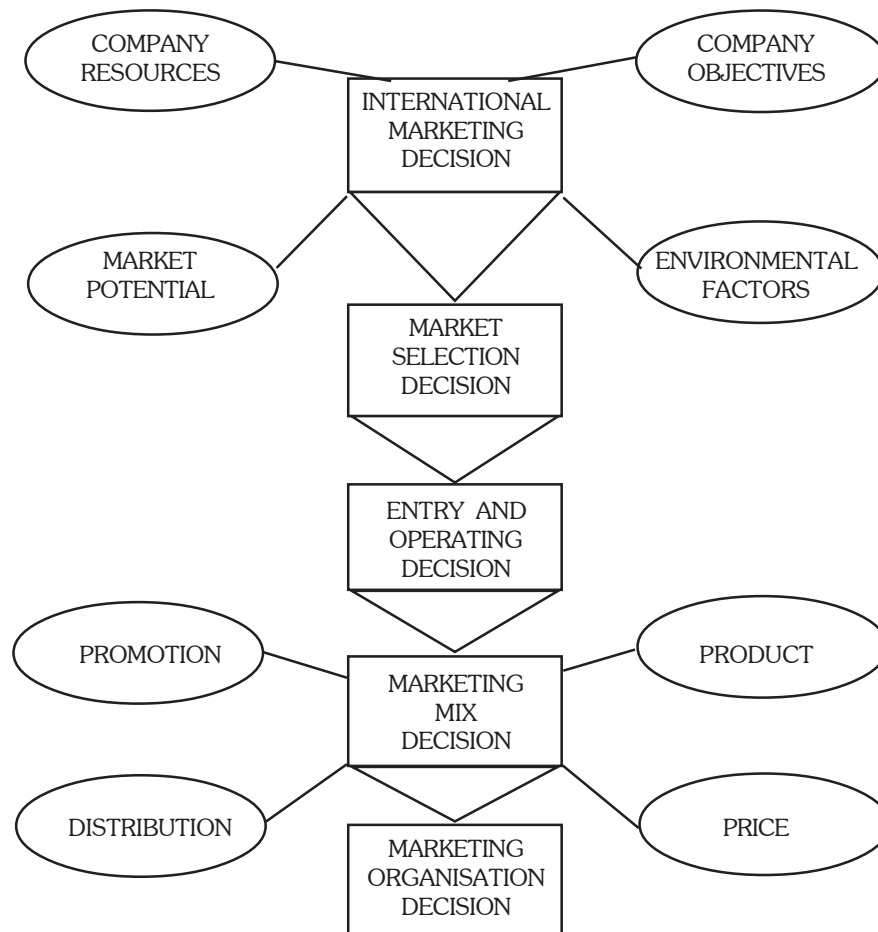 COMPANY
RESOURCES
COMPANY
OBJECTIVES
INTERNATIONAL
MARKETING
DECISION
MARKET
POTENTIAL
ENVIRONMENTAL
FACTORS
MARKET
SELECTION
DECISION
ENTRY AND
OPERATING
DECISION
PROMOTION
PRODUCT
MARKETING
MIX
DECISION
DISTRIBUTION
PRICE
MARKETING
ORGANISATION
DECISION